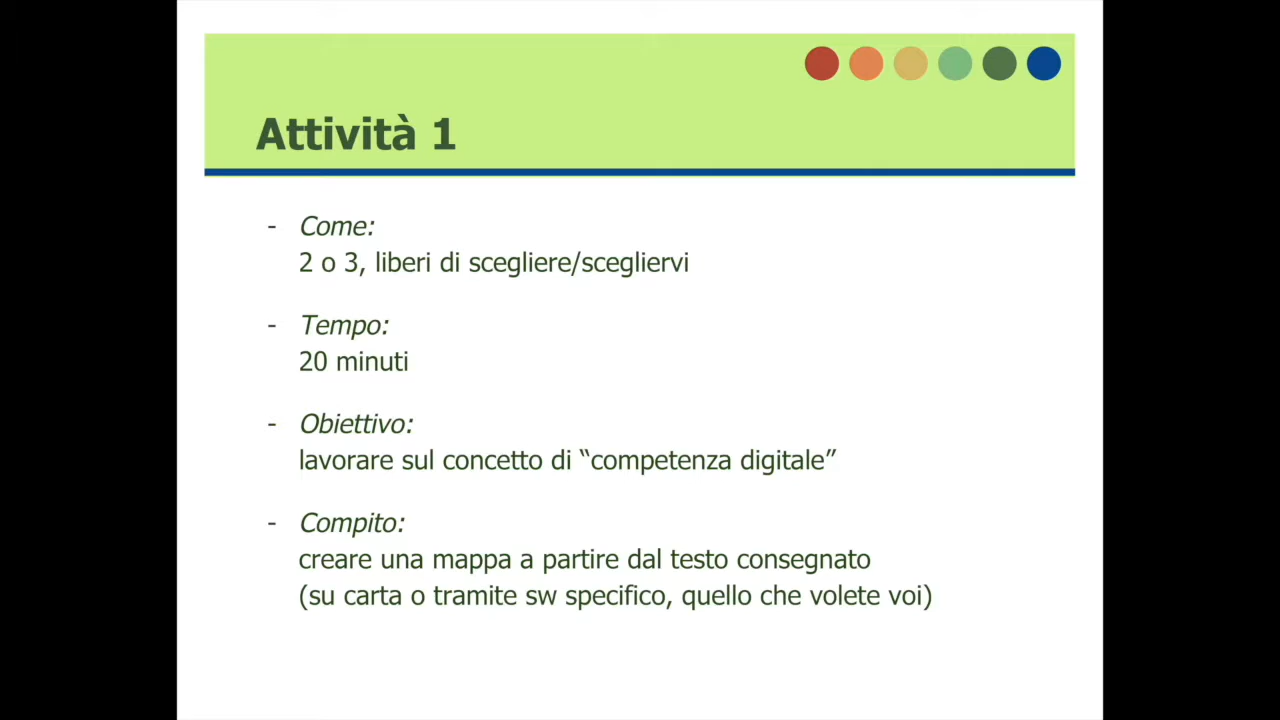 Attività 1
- Come:
2 o 3, liberi di scegliere/scegliervi
- Tempo:
20 minuti
- Obiettivo:
lavorare sul concetto di “competenza digitale”
- Compito:
creare una mappa a partire dal testo consegnato
(su carta o tramite sw specifico, quello che volete voi)